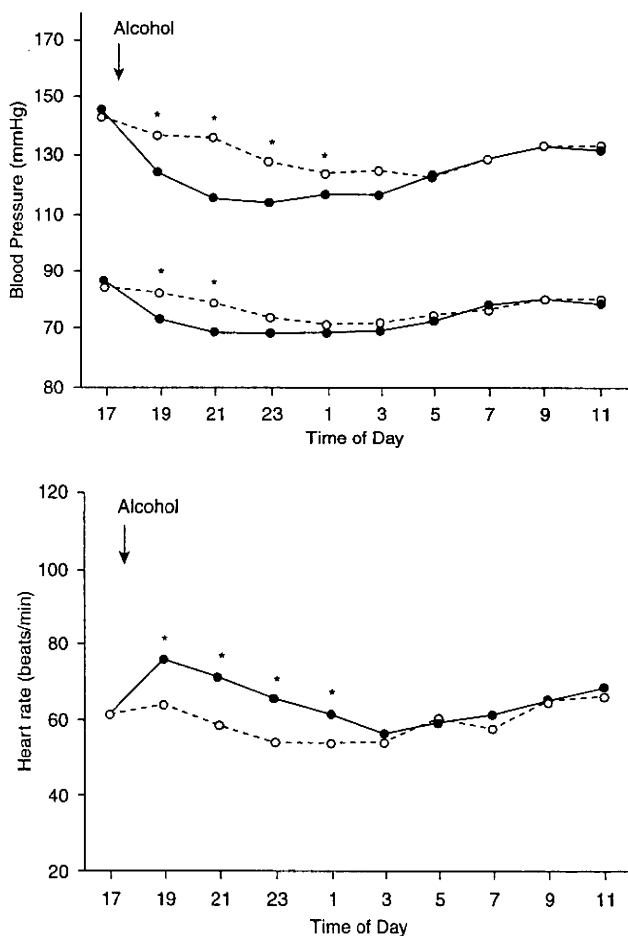 170
Alcohol
150
*
*
*
130
*
110
Blood Pressure (mmHg)
90
*
*
70
80
17 19 21 23 1 3 5 7 9 11
Time of Day
120
Alcohol
100
80
*
*
*
*
60
Heart rate (beats/min)
40
20
17 19 21 23 1 3 5 7 9 11
Time of Day